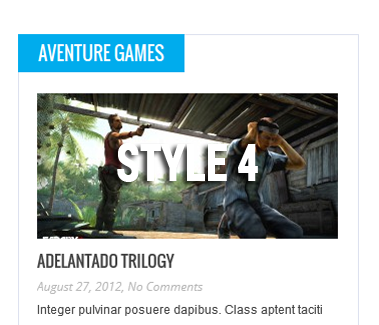 AVENTURE GAMES
STYLE 4
ADELANTADO TRILOGY
August 27, 2012, No Comments
Integer pulvinar posuere dapibus. Class aptent taciti